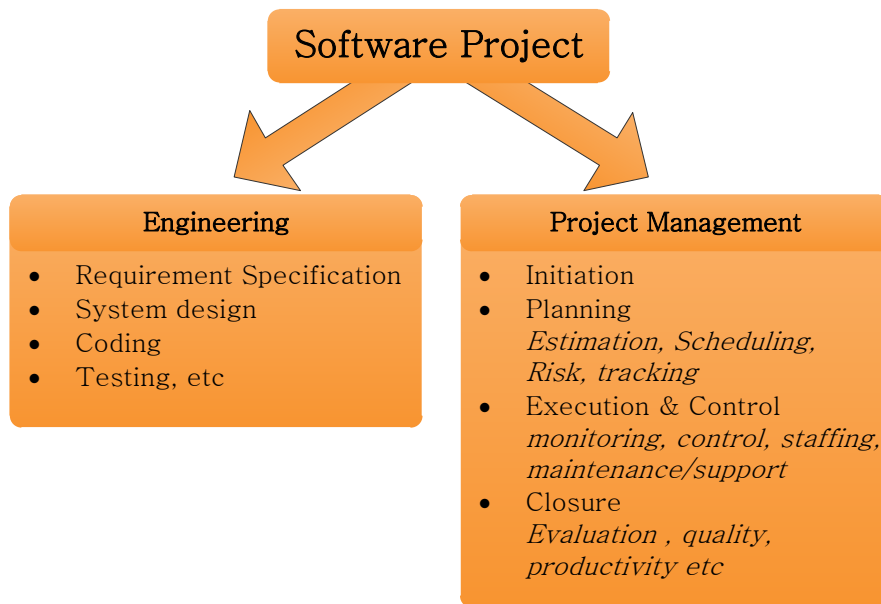 Software Project
Engineering
• Requirement Specification
• System design
• Coding
• Testing, etc
Project Management
• Initiation
• Planning
Estimation, Scheduling,
Risk, tracking
• Execution & Control
monitoring, control, staffing,
maintenance/support
• Closure
Evaluation , quality,
productivity etc